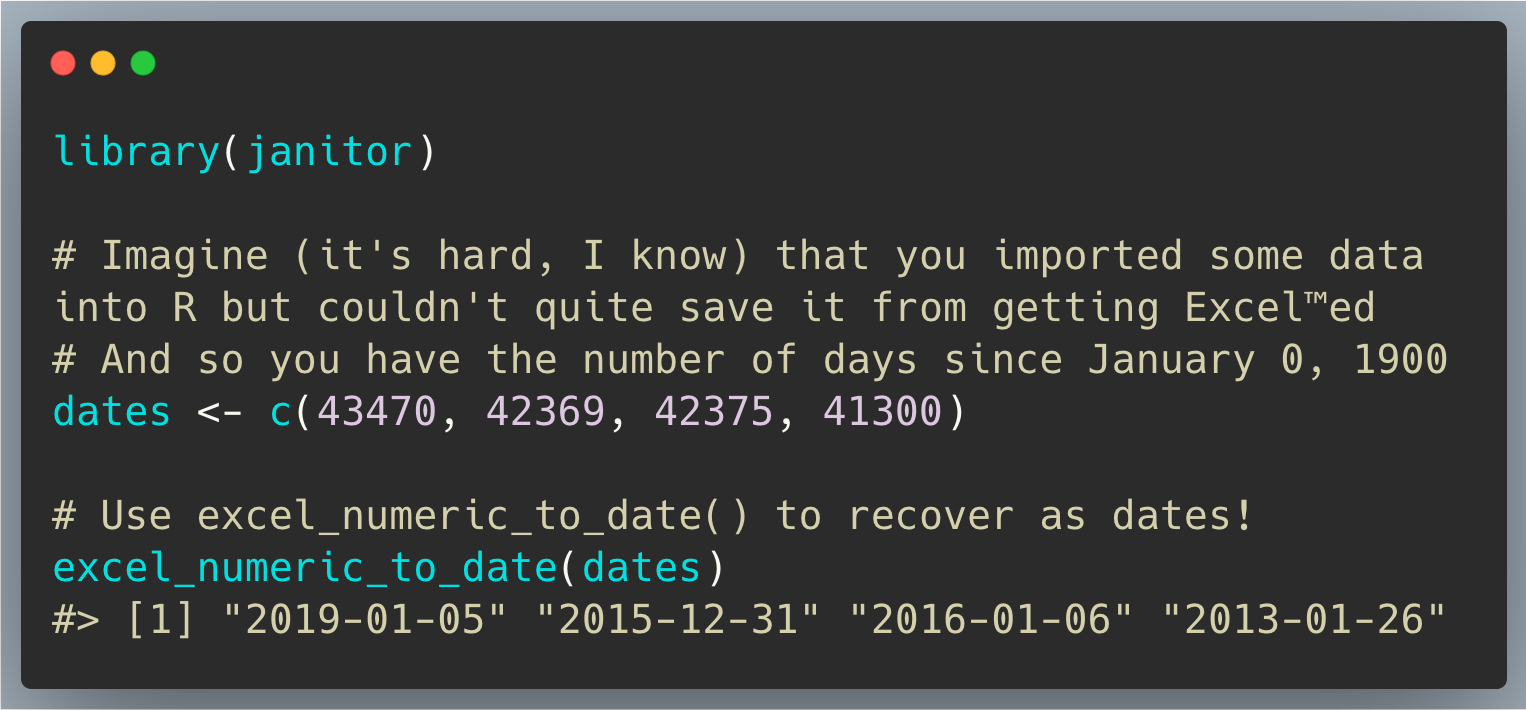 library(janitor)
# Imagine (it's hard, I know) that you imported some data
into R but couldn't quite save it from getting Excel™ed
# And so you have the number of days since January 0, 1900
dates <- c(43470, 42369, 42375, 41300)
# Use excel_numeric_to_date() to recover as dates!
excel_numeric_to_date(dates)
#> [1] "2019-01-05" "2015-12-31" "2016-01-06" "2013-01-26"